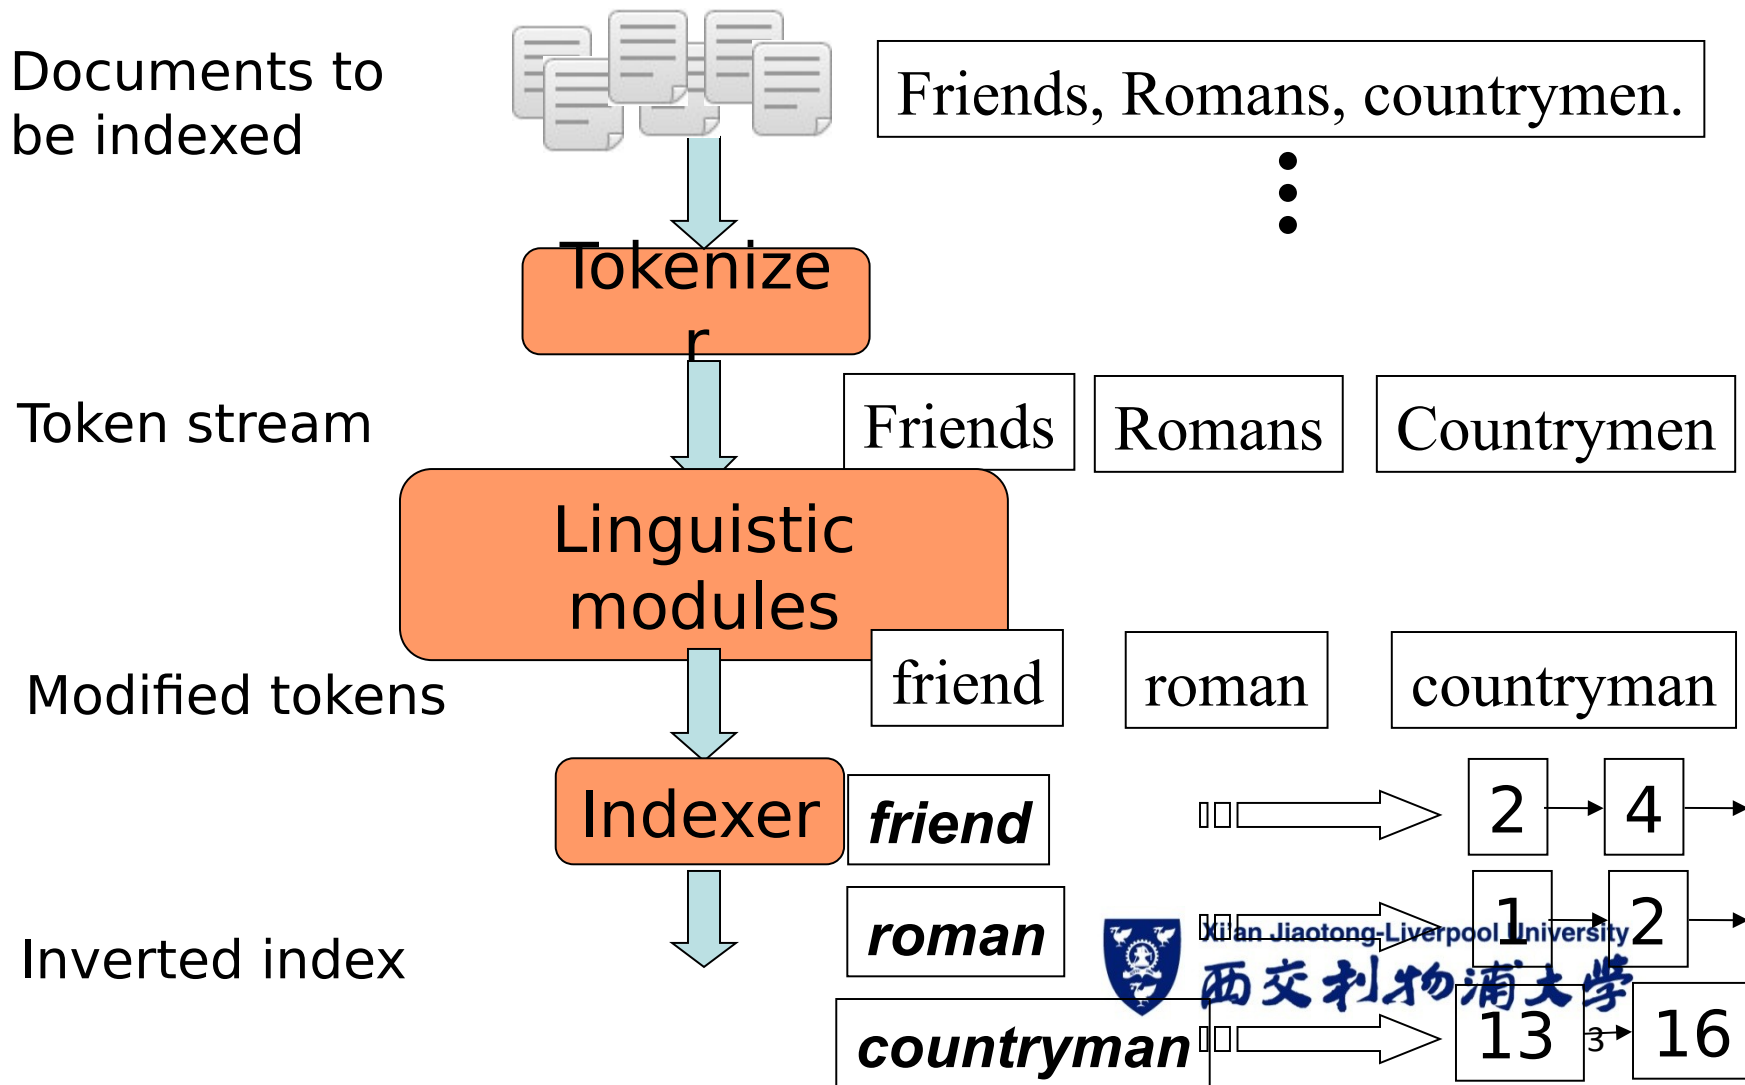 Documents to
be indexed
Friends, Romans, countrymen.
Tokenize
r
Token stream
Friends
Romans
Countrymen
Linguistic
modules
Modified tokens
friend
roman
countryman
Indexer
friend
2
4
roman
1
2
Xi'an Jiaotong-Liverpool University
西交利物浦大學
Inverted index
countryman
13
3
16